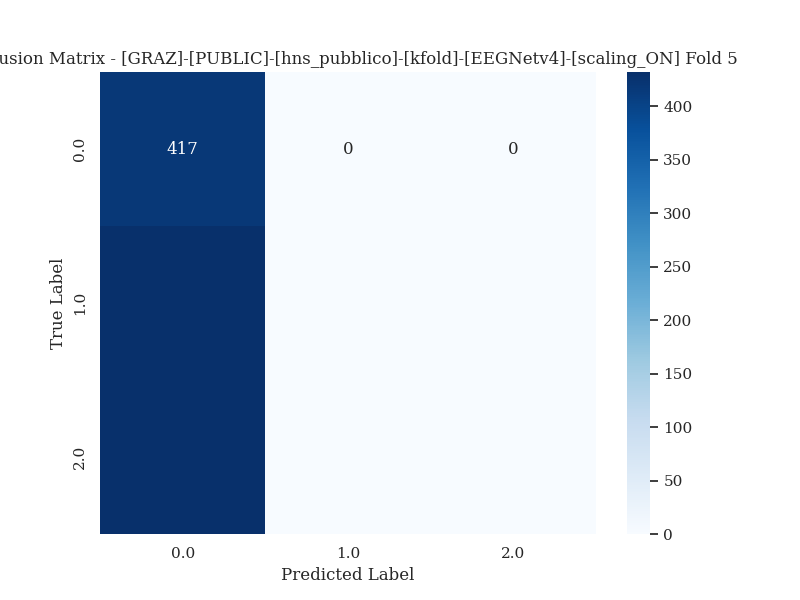 usion Matrix - [GRAZ]-[PUBLIC]-[hns_pubblico]-[kfold]-[EEGNetv4]-[scaling_ON] Fold 5
417 0 0
0.0
1.0
2.0
True Label
0.0 1.0 2.0
Predicted Label
400
350
300
250
200
150
100
50
0